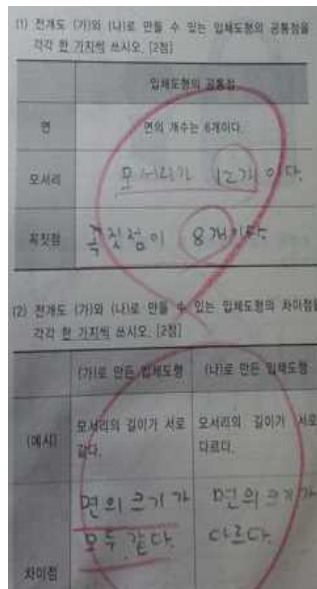 (1) 전개도 (가)와 (나)로 만들 수 있는 입체도형의 공통점을
각각 한 가지씩 쓰시오. [2점]
입체도형의 공통점
면
면의 개수는 6개이다.
모서리
모서리가 12개이다.
꼭짓점
꼭짓점이 8개이다.
(2) 전개도 (가)와 (나)로 만들 수 있는 입체도형의 차이점을
각각 한 가지씩 쓰시오. [2점]
(가)로 만든 입체도형
(나)로 만든 입체도형
(예시)
모서리의 길이가 서로
같다.
모서리의 길이가 서로
다르다.
차이점
면의 크기가
모두 같다.
면의 크기가
다르다.